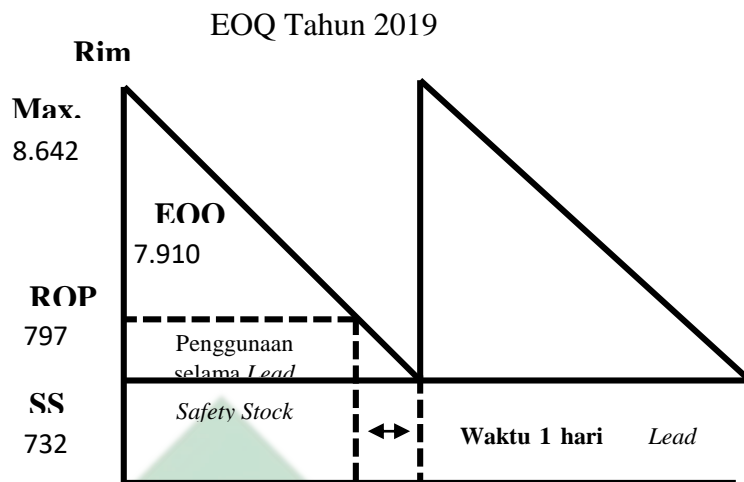 EOQ Tahun 2019
Rim
Max.
8.642
EOQ
7.910
ROP
797
Penggunaan
selama Lead
SS
Safety Stock
732
Waktu 1 hari Lead